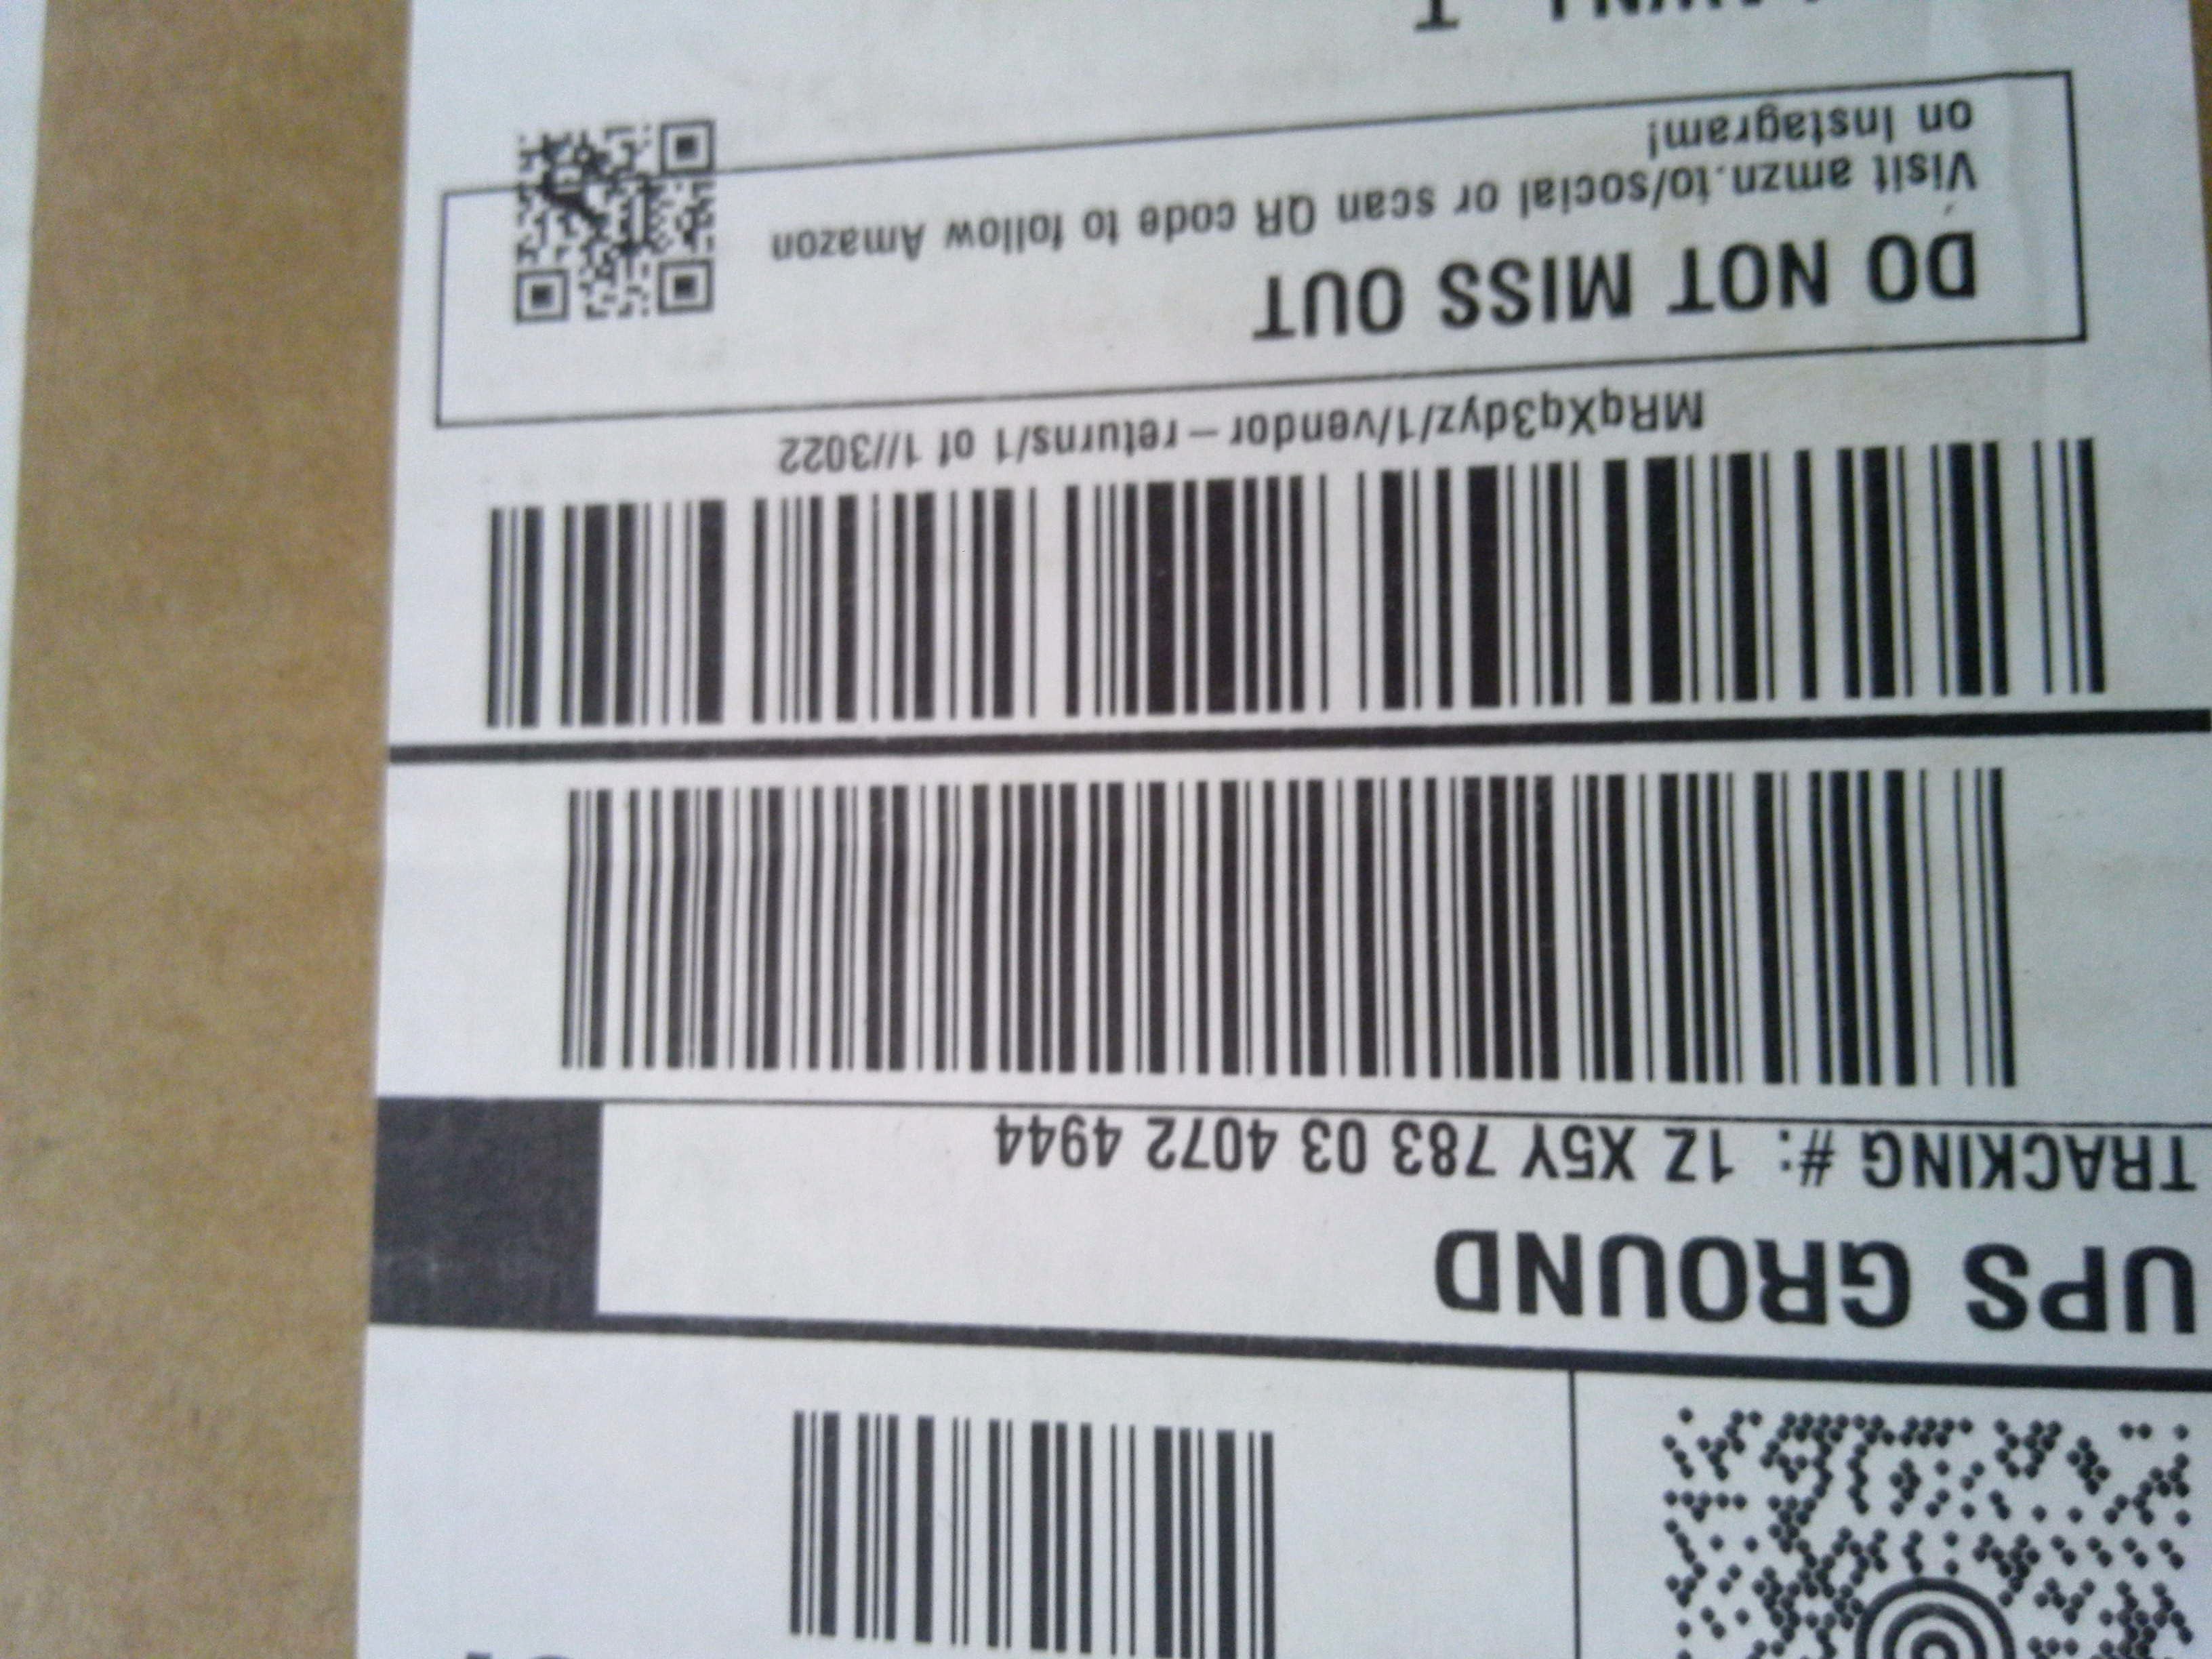 UPS GROUND
TRACKING #: 1Z X5Y 783 03 4072 4944
MRqXq3dyz/1/vendor-returns/1 of 1//3022
DO NOT MISS OUT
Visit amzn.to/social or scan QR code to follow Amazon
on Instagram!